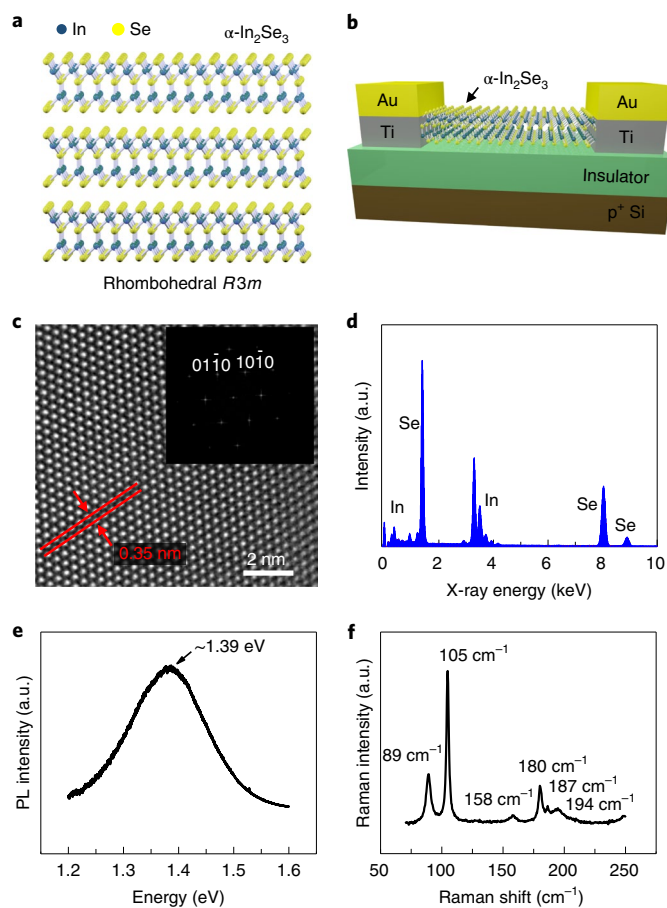 a
In Se α-In₂Se₃
Rhombohedral R3m
b
α-In₂Se₃
Au Au
Ti Ti
Insulator
p⁺ Si
c
011̄0 101̄0
0.35 nm
2 nm
d
Intensity (a.u.)
Se
In
In
Se
Se
0 2 4 6 8 10
X-ray energy (keV)
e
PL intensity (a.u.)
~1.39 eV
1.2 1.3 1.4 1.5 1.6
Energy (eV)
f
Raman intensity (a.u.)
105 cm⁻¹
89 cm⁻¹
180 cm⁻¹
187 cm⁻¹
158 cm⁻¹
194 cm⁻¹
50 100 150 200 250
Raman shift (cm⁻¹)